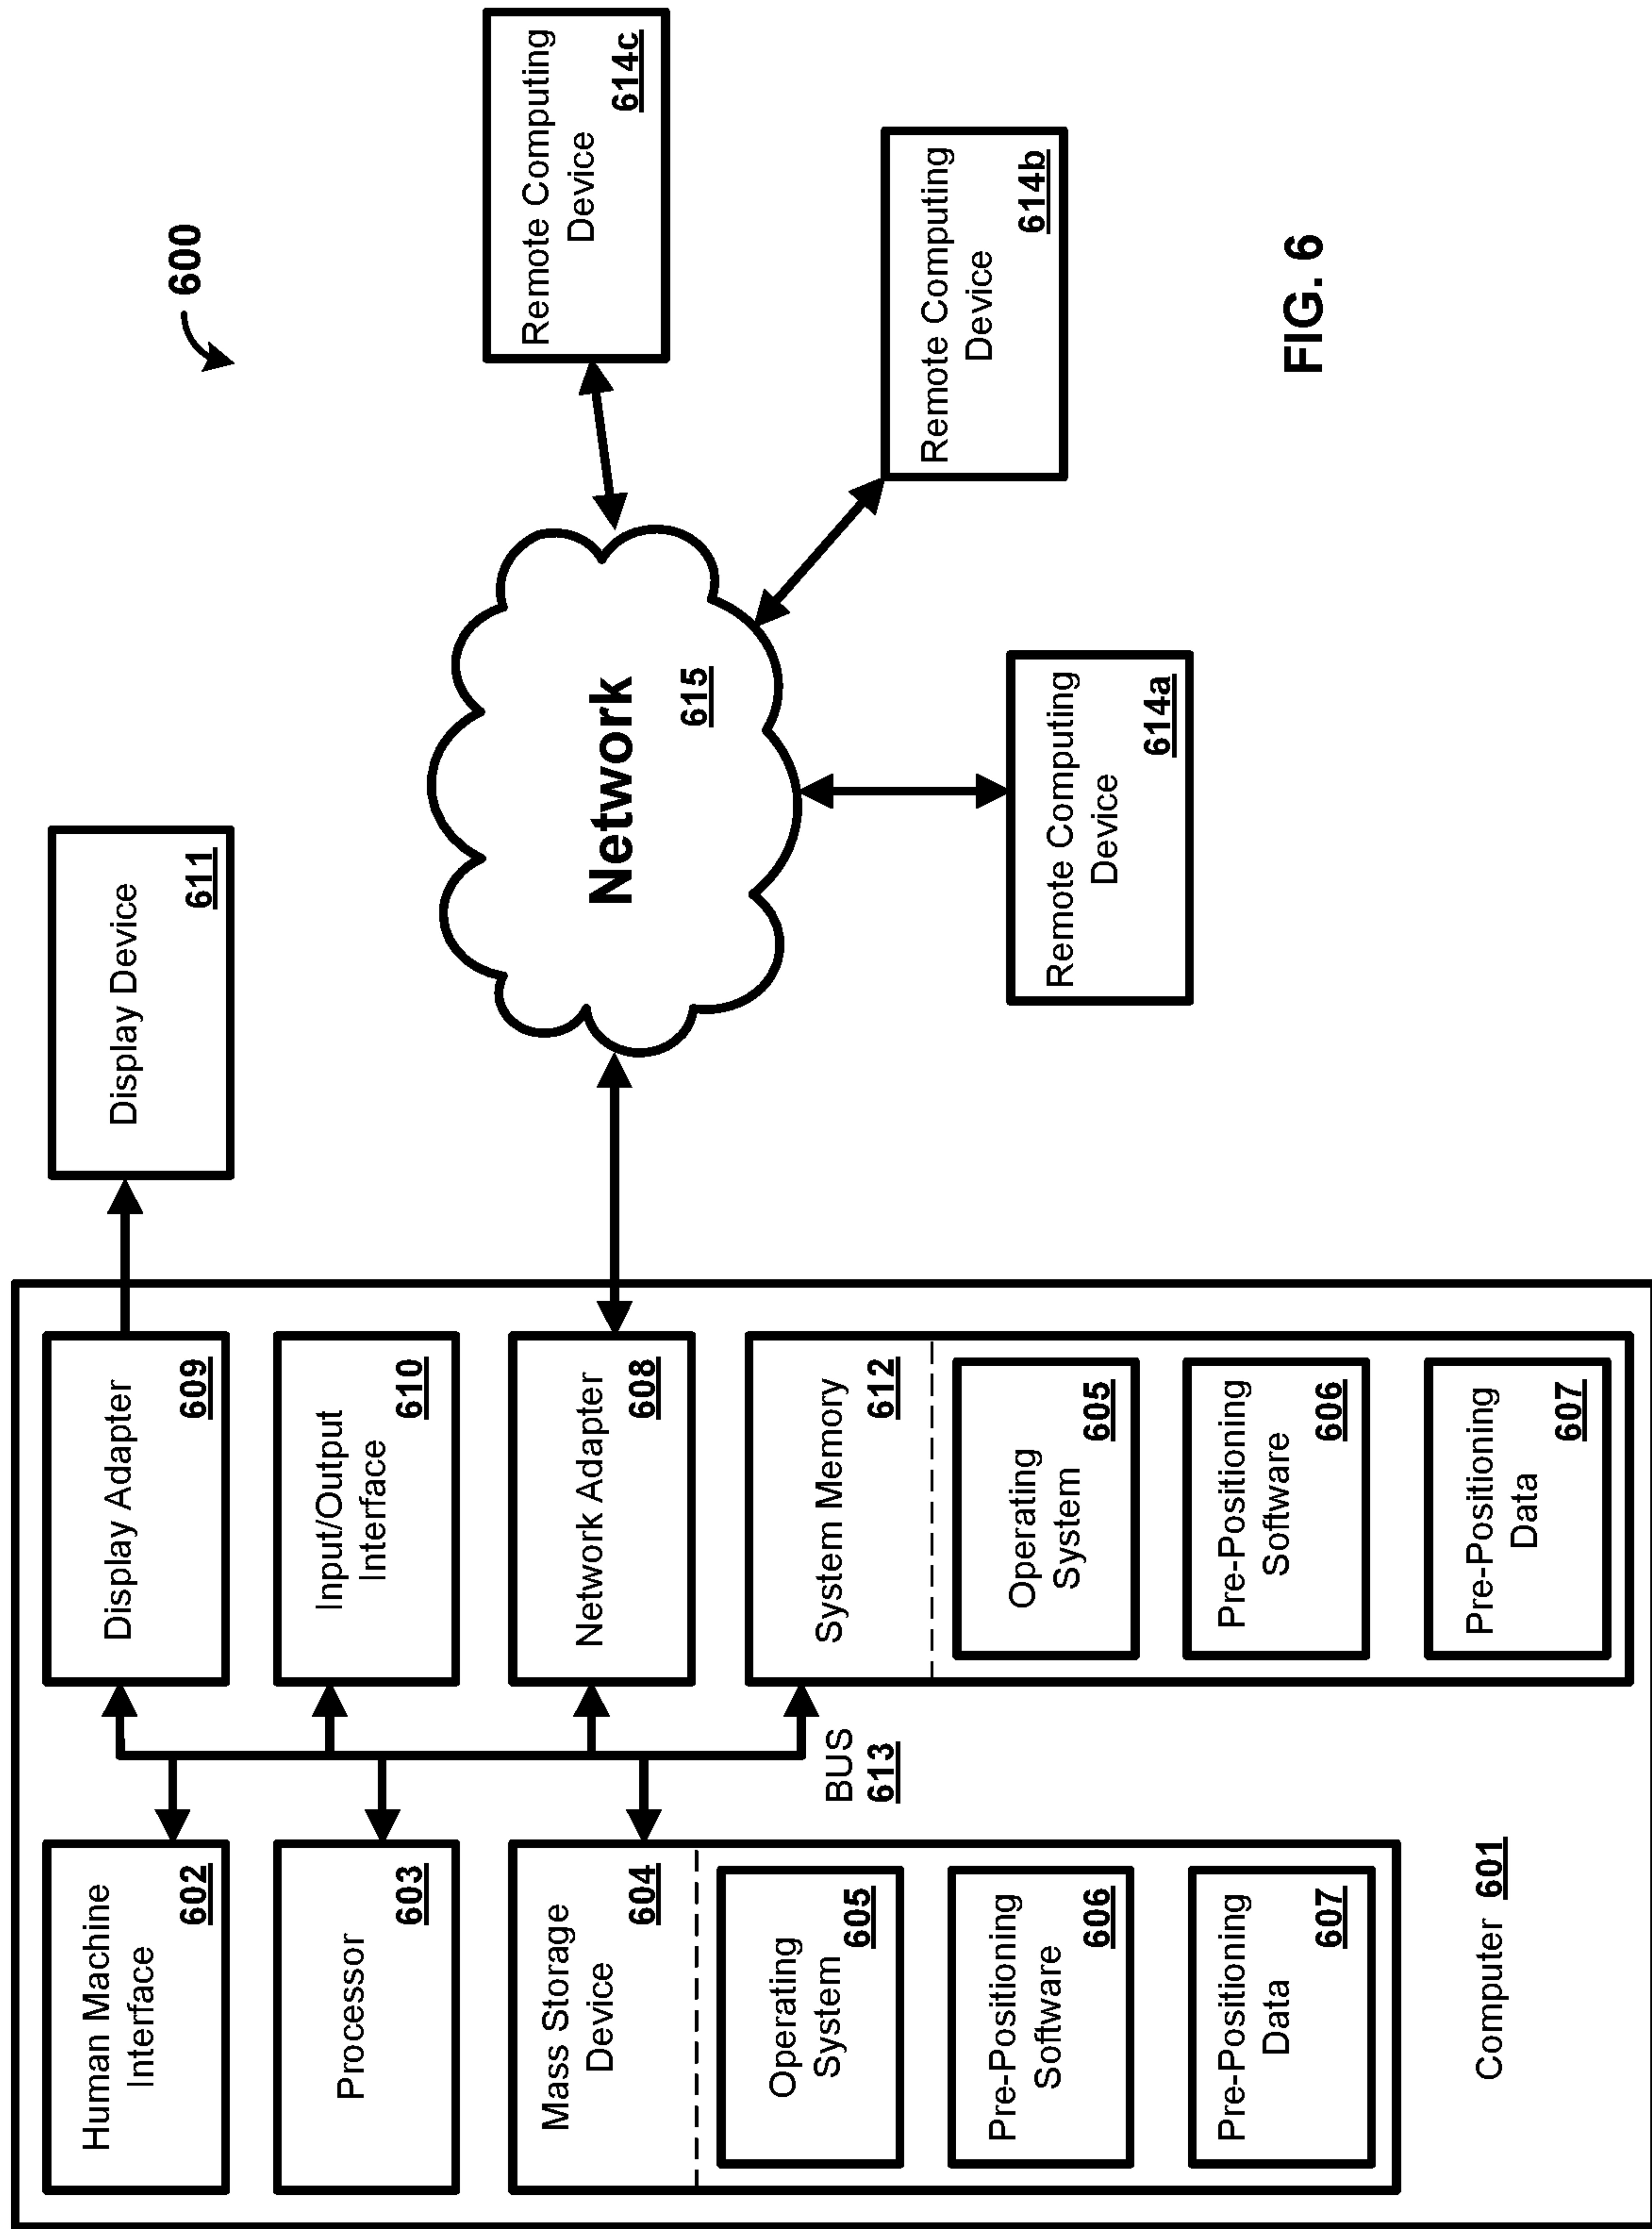 600
Human Machine
Interface
602
Processor
603
Mass Storage
Device
604
Operating
System
605
Pre-Positioning
Software
606
Pre-Positioning
Data
607
Computer 601
BUS
613
Display Adapter
609
Input/Output
Interface
610
Network Adapter
608
System Memory
612
Operating
System
605
Pre-Positioning
Software
606
Pre-Positioning
Data
607
Display Device
611
Network
615
Remote Computing
Device
614a
Remote Computing
Device
614b
Remote Computing
Device
614c
FIG. 6